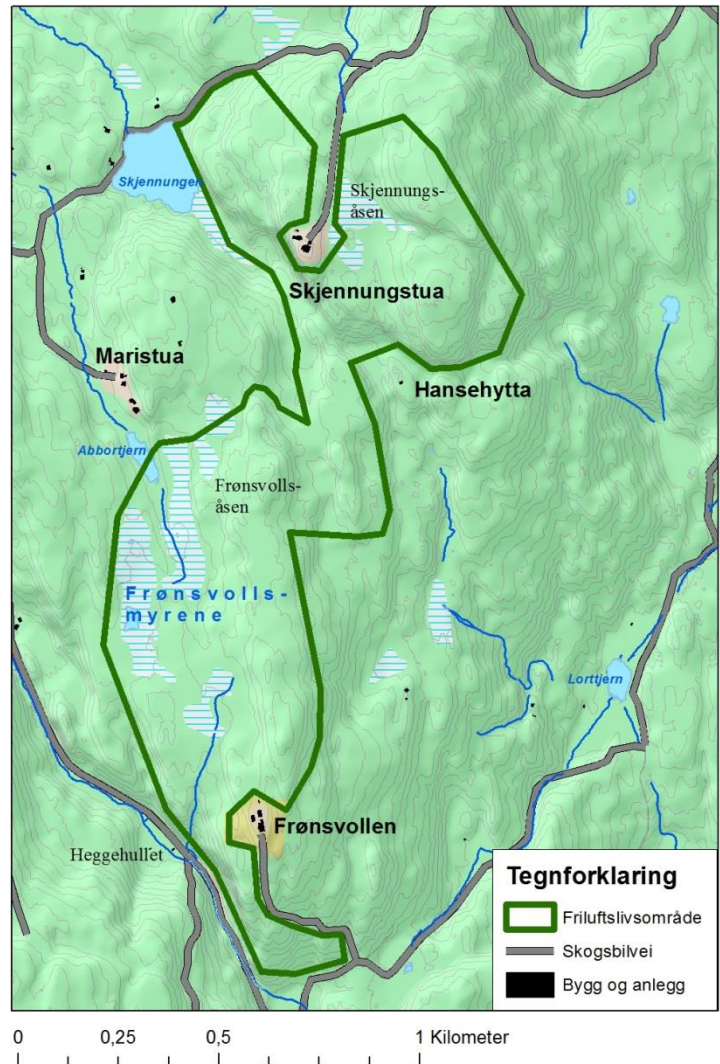 Skjennungen
Skjennungs-
åsen
Skjennungstua
Maristua
Hansehytta
Abbortjern
Frønsvolls-
åsen
Frønsvolls-
myrene
Lorttjern
Frønsvollen
Heggehullet
Tegnforklaring
Friluftslivsområde
Skogsbilvei
Bygg og anlegg
0 0,25 0,5 1 Kilometer